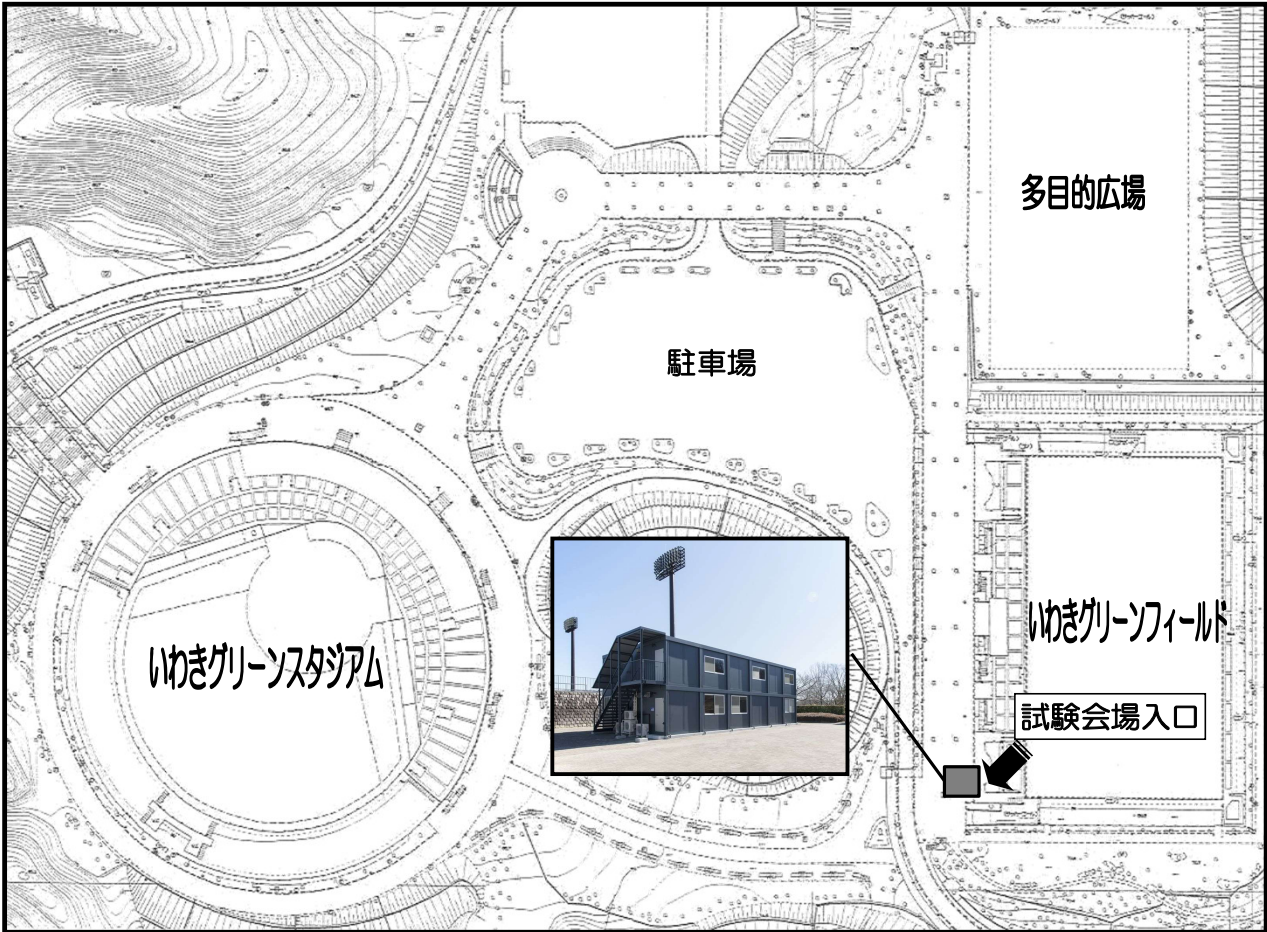 多目的広場
駐車場
いわきグリーンスタジアム
いわきグリーンフィールド
試験会場入口